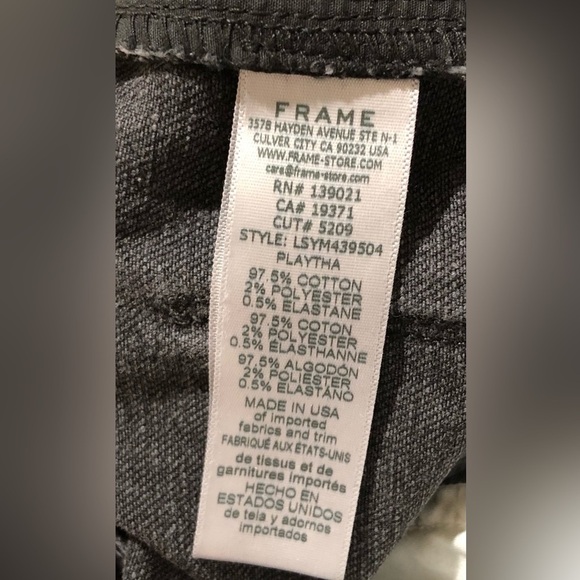 FRAME
3578 HAYDEN AVENUE STE N-1
CULVER CITY CA 90232 USA
WWW.FRAME-STORE.COM
care@frame-store.com
RN# 139021
CA# 19371
CUT# 5209
STYLE: LSYM439504
PLAYTHA
97.5% COTTON
2% POLYESTER
0.5% ELASTANE
97.5% COTON
2% POLYESTER
0.5% ELASTHANNE
97.5% ALGODÓN
2% POLIESTER
0.5% ELASTANO
MADE IN USA
of imported
fabrics and trim
FABRIQUÉ AUX ÉTATS-UNIS
de tissus et de
garnitures importés
HECHO EN
ESTADOS UNIDOS
de tela y adornos
importados